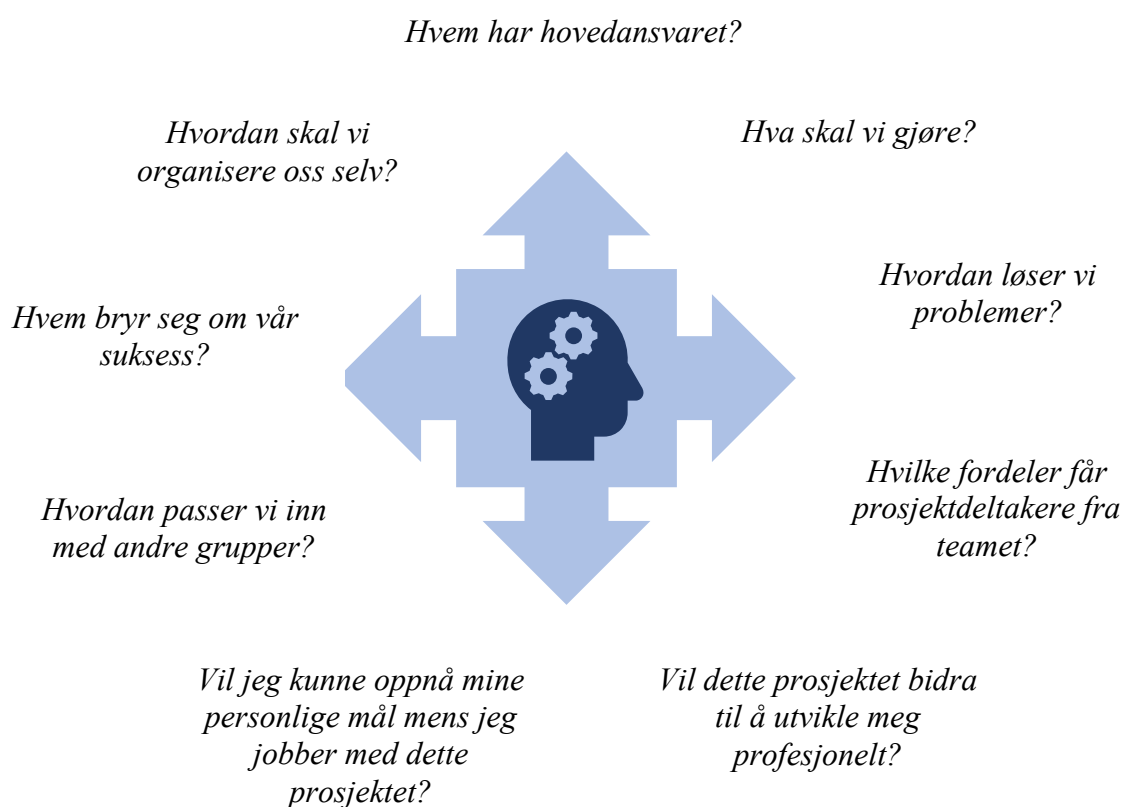 Hvem har hovedansvaret?
Hvordan skal vi
organisere oss selv?
Hva skal vi gjøre?
Hvordan løser vi
problemer?
Hvem bryr seg om vår
suksess?
Hvilke fordeler får
prosjektdeltakere fra
teamet?
Hvordan passer vi inn
med andre grupper?
Vil jeg kunne oppnå mine
personlige mål mens jeg
jobber med dette
prosjektet?
Vil dette prosjektet bidra
til å utvikle meg
profesjonelt?